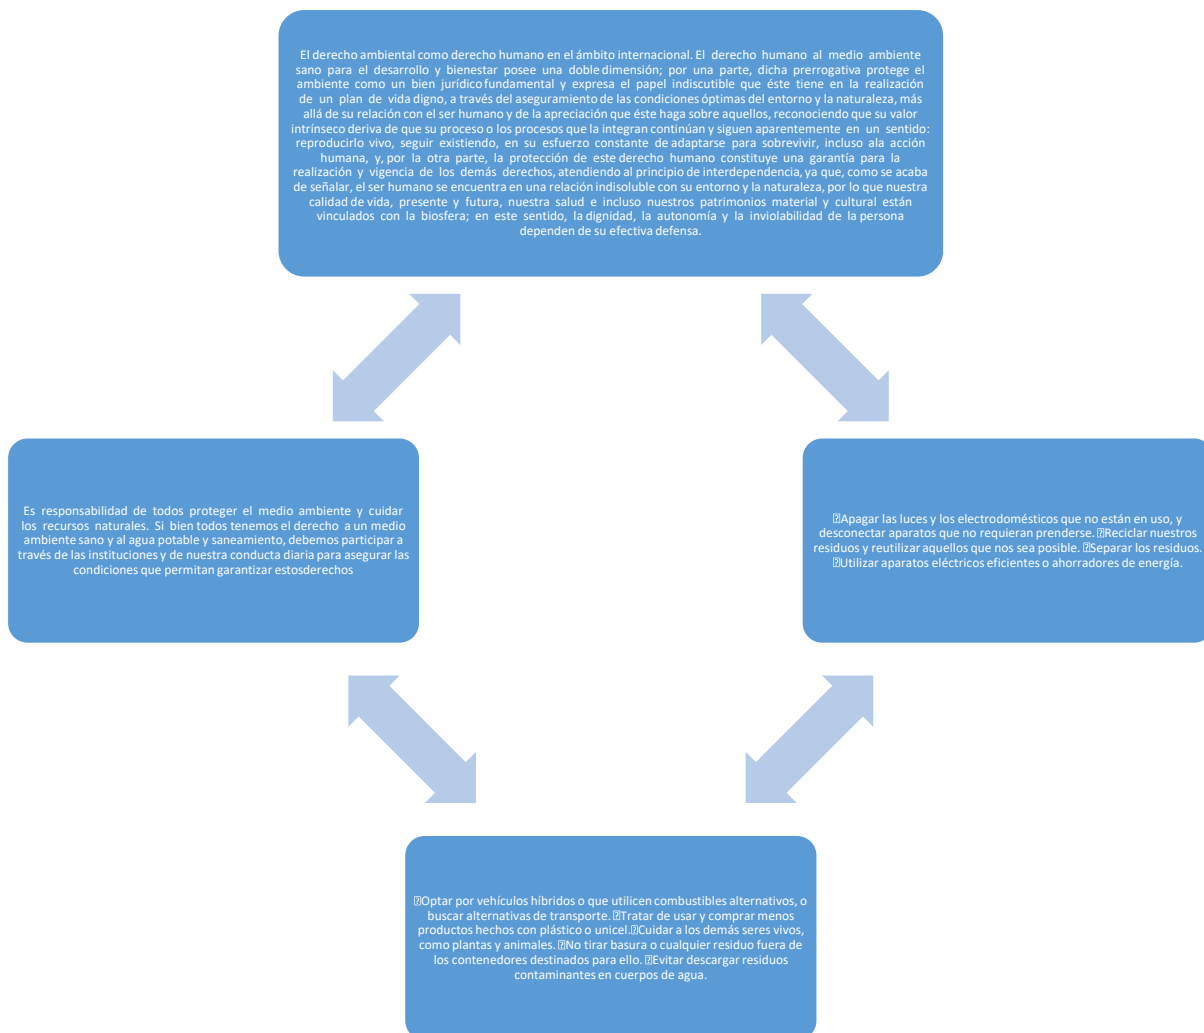 El derecho ambiental como derecho humano en el ámbito internacional. El derecho humano al medio ambiente
sano para el desarrollo y bienestar posee una doble dimensión; por una parte, dicha prerrogativa protege el
ambiente como un bien jurídico fundamental y expresa el papel indiscutible que éste tiene en la realización
de un plan de vida digno, a través del aseguramiento de las condiciones óptimas del entorno y la naturaleza, más
allá de su relación con el ser humano y de la apreciación que éste haga sobre aquellos, reconociendo que su valor
intrínseco deriva de que su proceso o los procesos que la integran continúan y siguen aparentemente en un sentido:
reproducirlo vivo, seguir existiendo, en su esfuerzo constante de adaptarse para sobrevivir, incluso ala acción
humana, y, por la otra parte, la protección de este derecho humano constituye una garantía para la
realización y vigencia de los demás derechos, atendiendo al principio de interdependencia, ya que, como se acaba
de señalar, el ser humano se encuentra en una relación indisoluble con su entorno y la naturaleza, por lo que nuestra
calidad de vida, presente y futura, nuestra salud e incluso nuestros patrimonios material y cultural están
vinculados con la biosfera; en este sentido, la dignidad, la autonomía y la inviolabilidad de la persona
dependen de su efectiva defensa.
Es responsabilidad de todos proteger el medio ambiente y cuidar
los recursos naturales. Si bien todos tenemos el derecho a un medio
ambiente sano y al agua potable y saneamiento, debemos participar a
través de las instituciones y de nuestra conducta diaria para asegurar las
condiciones que permitan garantizar estosderechos
⍰Apagar las luces y los electrodomésticos que no están en uso, y
desconectar aparatos que no requieran prenderse. ⍰Reciclar nuestros
residuos y reutilizar aquellos que nos sea posible. ⍰Separar los residuos.
⍰Utilizar aparatos eléctricos eficientes o ahorradores de energía.
⍰Optar por vehículos híbridos o que utilicen combustibles alternativos, o
buscar alternativas de transporte. ⍰Tratar de usar y comprar menos
productos hechos con plástico o unicel.⍰Cuidar a los demás seres vivos,
como plantas y animales. ⍰No tirar basura o cualquier residuo fuera de
los contenedores destinados para ello. ⍰Evitar descargar residuos
contaminantes en cuerpos de agua.